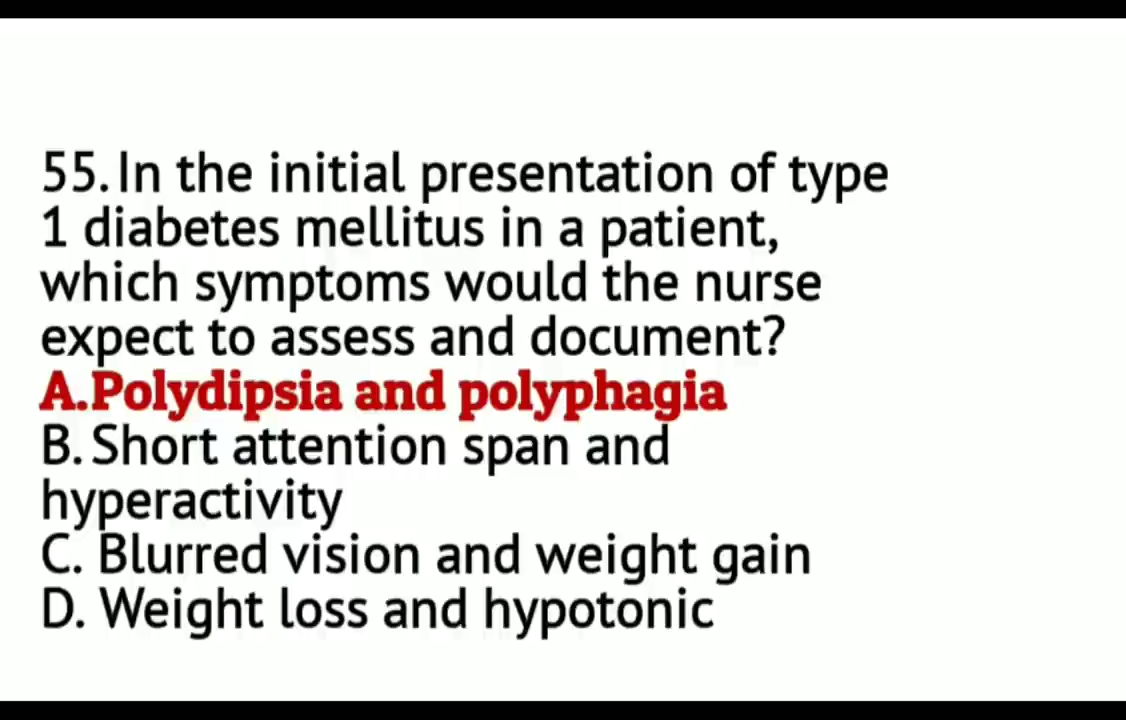 55. In the initial presentation of type
1 diabetes mellitus in a patient,
which symptoms would the nurse
expect to assess and document?
A.Polydipsia and polyphagia
B. Short attention span and
hyperactivity
C. Blurred vision and weight gain
D. Weight loss and hypotonic